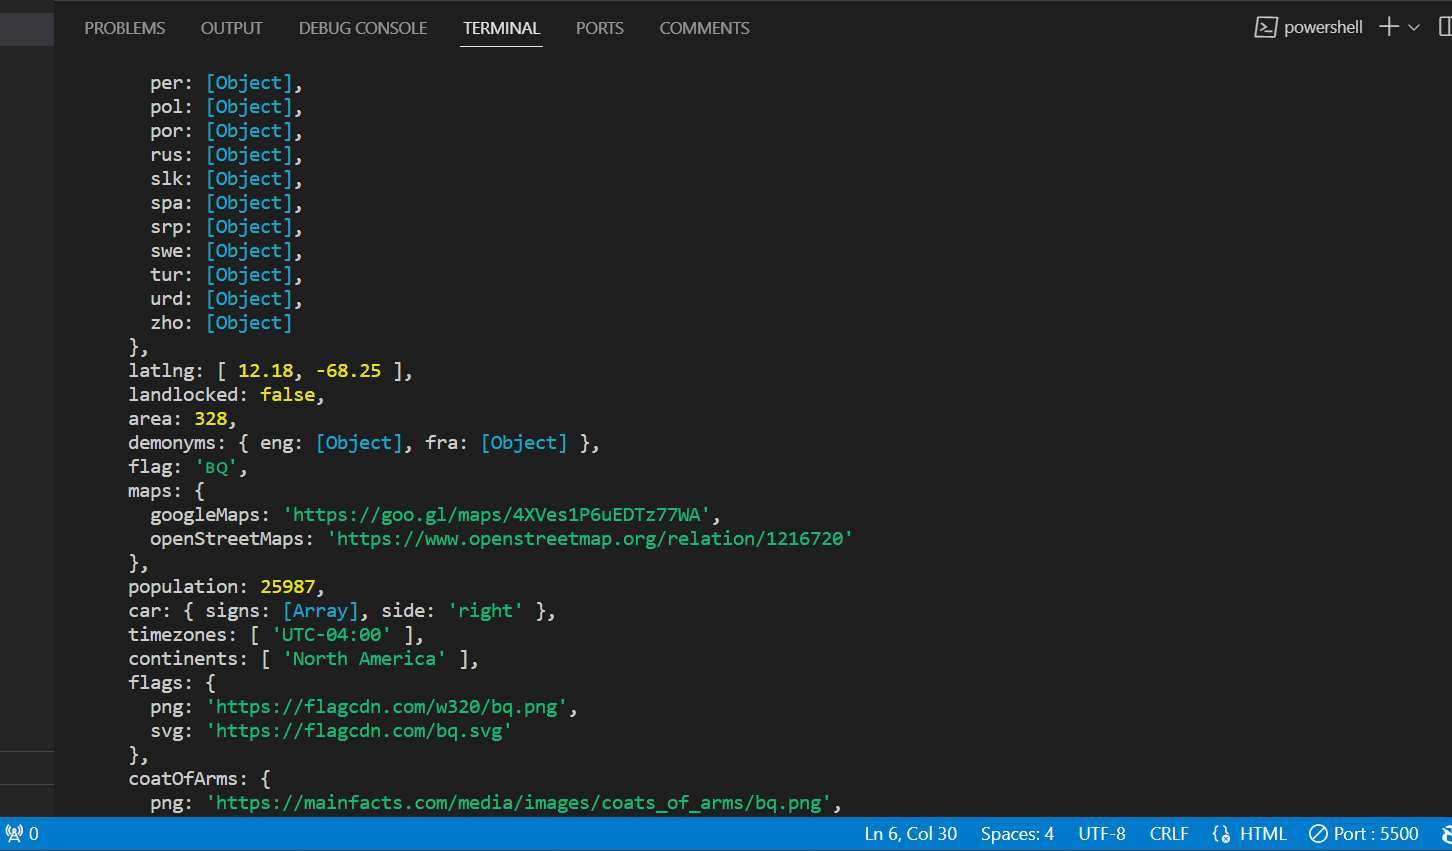 PROBLEMS OUTPUT DEBUG CONSOLE TERMINAL PORTS COMMENTS powershell
per: [Object],
pol: [Object],
por: [Object],
rus: [Object],
slk: [Object],
spa: [Object],
srp: [Object],
swe: [Object],
tur: [Object],
urd: [Object],
zho: [Object]
},
latlng: [ 12.18, -68.25 ],
landlocked: false,
area: 328,
demonyms: { eng: [Object], fra: [Object] },
flag: 'BQ',
maps: {
googleMaps: 'https://goo.gl/maps/4XVes1P6uEDTz77WA',
openStreetMaps: 'https://www.openstreetmap.org/relation/1216720'
},
population: 25987,
car: { signs: [Array], side: 'right' },
timezones: [ 'UTC-04:00' ],
continents: [ 'North America' ],
flags: {
png: 'https://flagcdn.com/w320/bq.png',
svg: 'https://flagcdn.com/bq.svg'
},
coatOfArms: {
png: 'https://mainfacts.com/media/images/coats_of_arms/bq.png',
0 Ln 6, Col 30 Spaces: 4 UTF-8 CRLF HTML Port : 5500